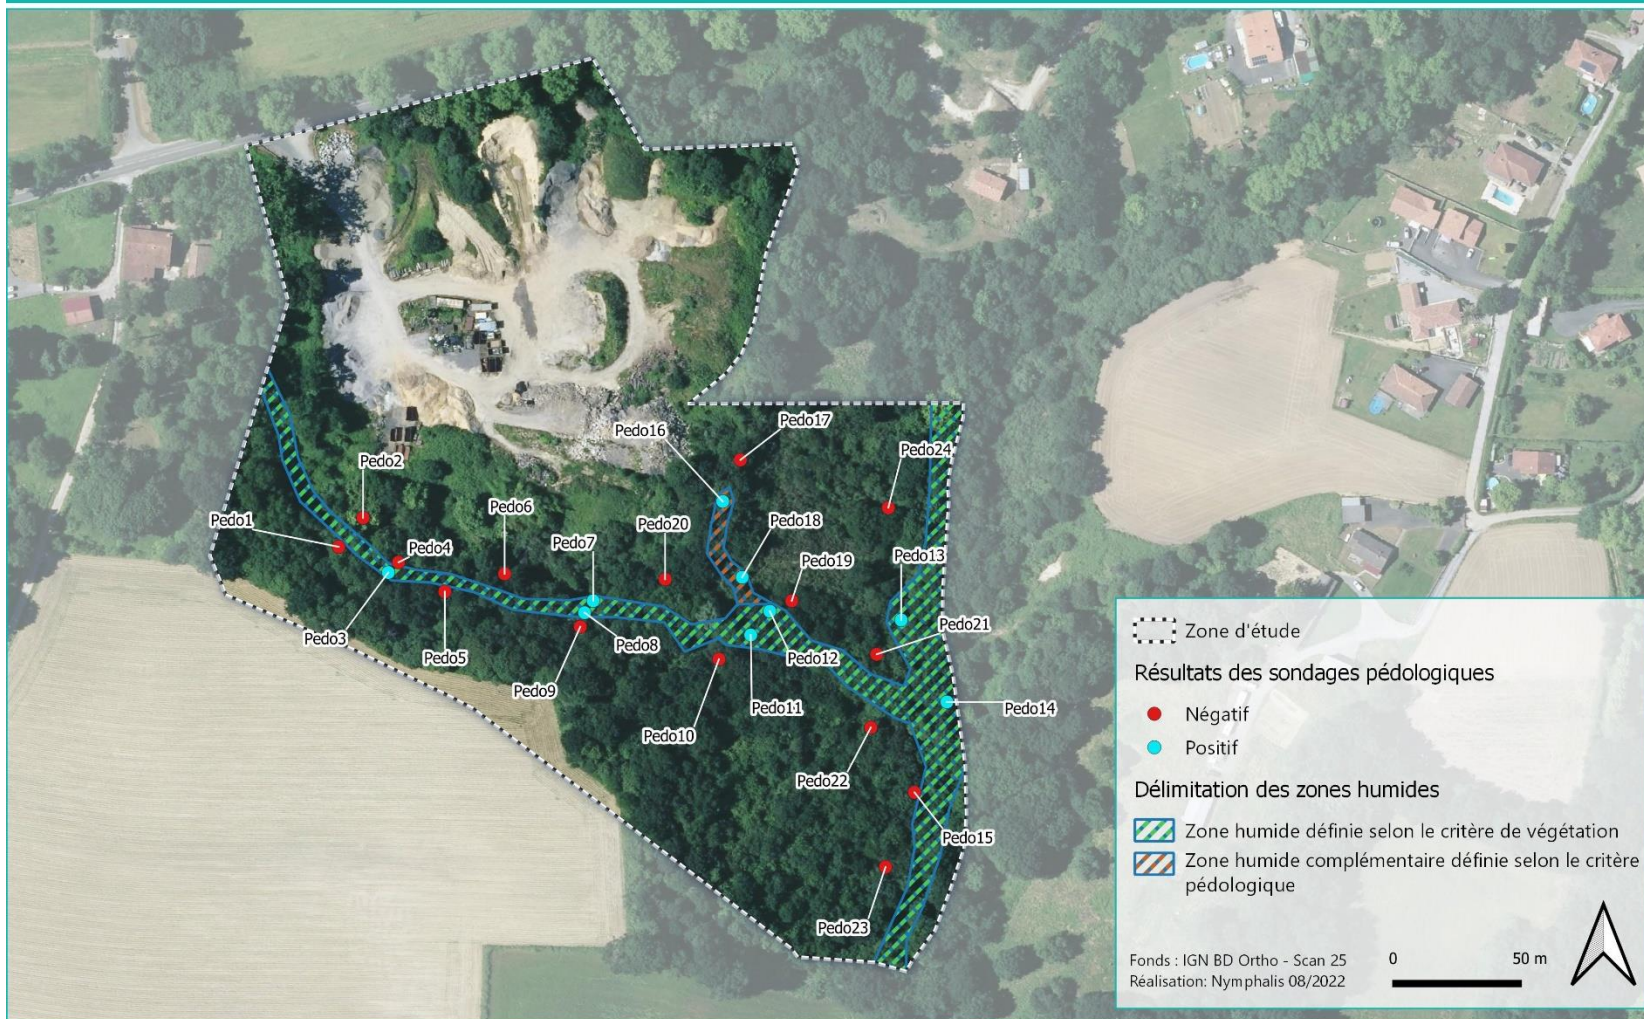 Pedo17
Pedo16
Pedo24
Pedo2
Pedo6
Pedo1
Pedo20
Pedo18
Pedo7
Pedo4
Pedo19
Pedo13
Pedo3
Pedo5
Pedo8
Pedo12
Pedo21
Pedo9
Pedo11
Pedo14
Pedo10
Pedo22
Pedo15
Pedo23
Zone d'étude
Résultats des sondages pédologiques
Négatif
Positif
Délimitation des zones humides
Zone humide définie selon le critère de végétation
Zone humide complémentaire définie selon le critère
pédologique
Fonds : IGN BD Ortho - Scan 25
Réalisation: Nymphalis 08/2022
0 50 m